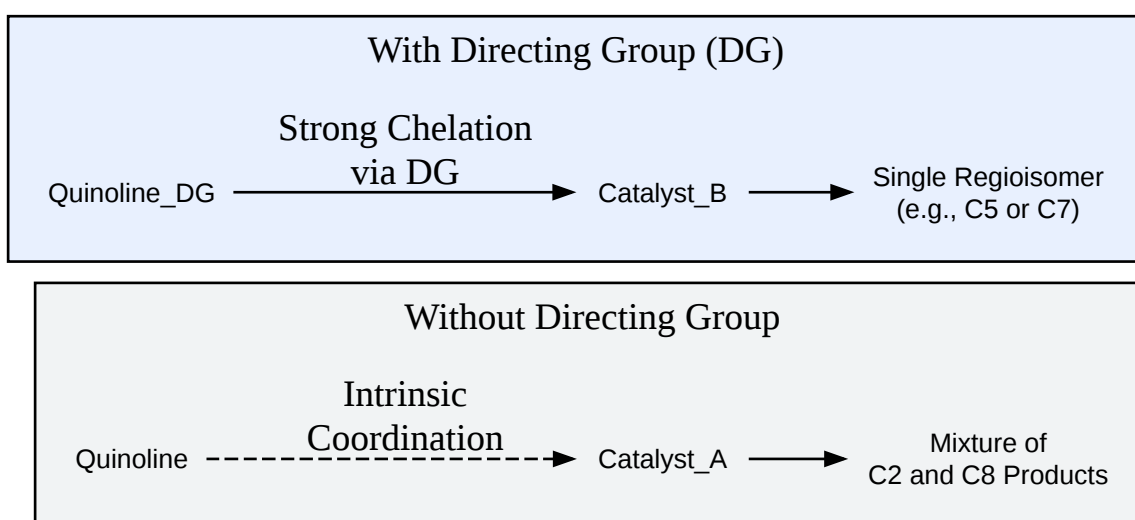 With Directing Group (DG)
Strong Chelation
via DG
Quinoline_DG
Catalyst_B
Single Regioisomer
(e.g., C5 or C7)
Without Directing Group
Intrinsic
Coordination
Quinoline
Catalyst_A
Mixture of
C2 and C8 Products